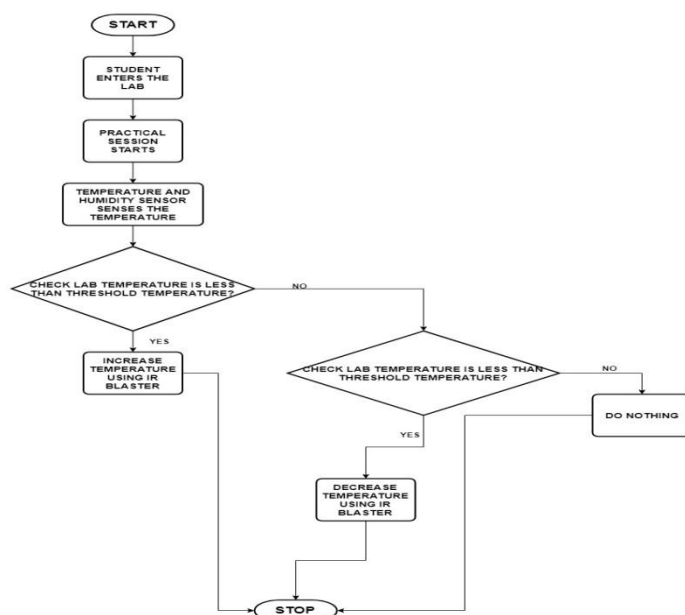 START
STUDENT
ENTERS THE
LAB
PRACTICAL
SESSION
STARTS
TEMPERATURE AND
HUMIDITY SENSOR
SENSES THE
TEMPERATURE
CHECK LAB TEMPERATURE IS LESS
THAN THRESHOLD TEMPERATURE?
NO
YES
INCREASE
TEMPERATURE
USING IR
BLASTER
CHECK LAB TEMPERATURE IS LESS THAN
THRESHOLD TEMPERATURE?
NO
DO NOTHING
YES
DECREASE
TEMPERATURE
USING IR
BLASTER
STOP